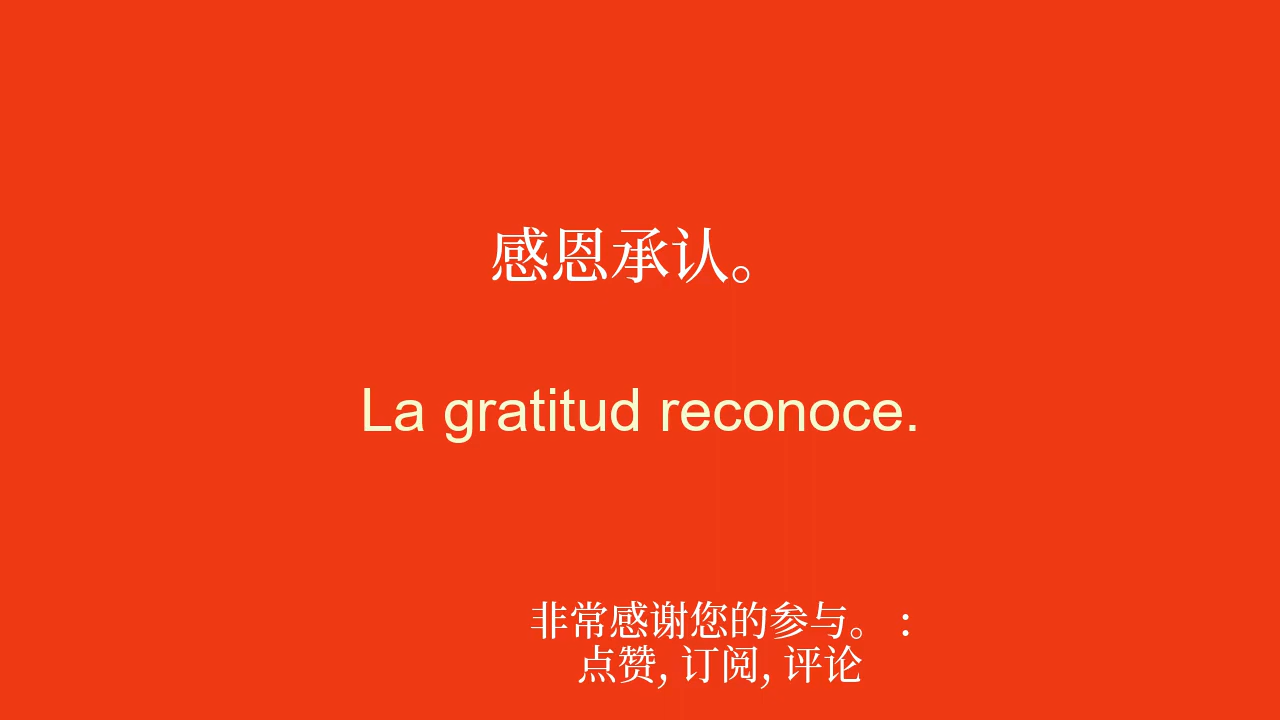 感恩承认。
La gratitud reconoce.
非常感谢您的参与。 :
点赞, 订阅, 评论